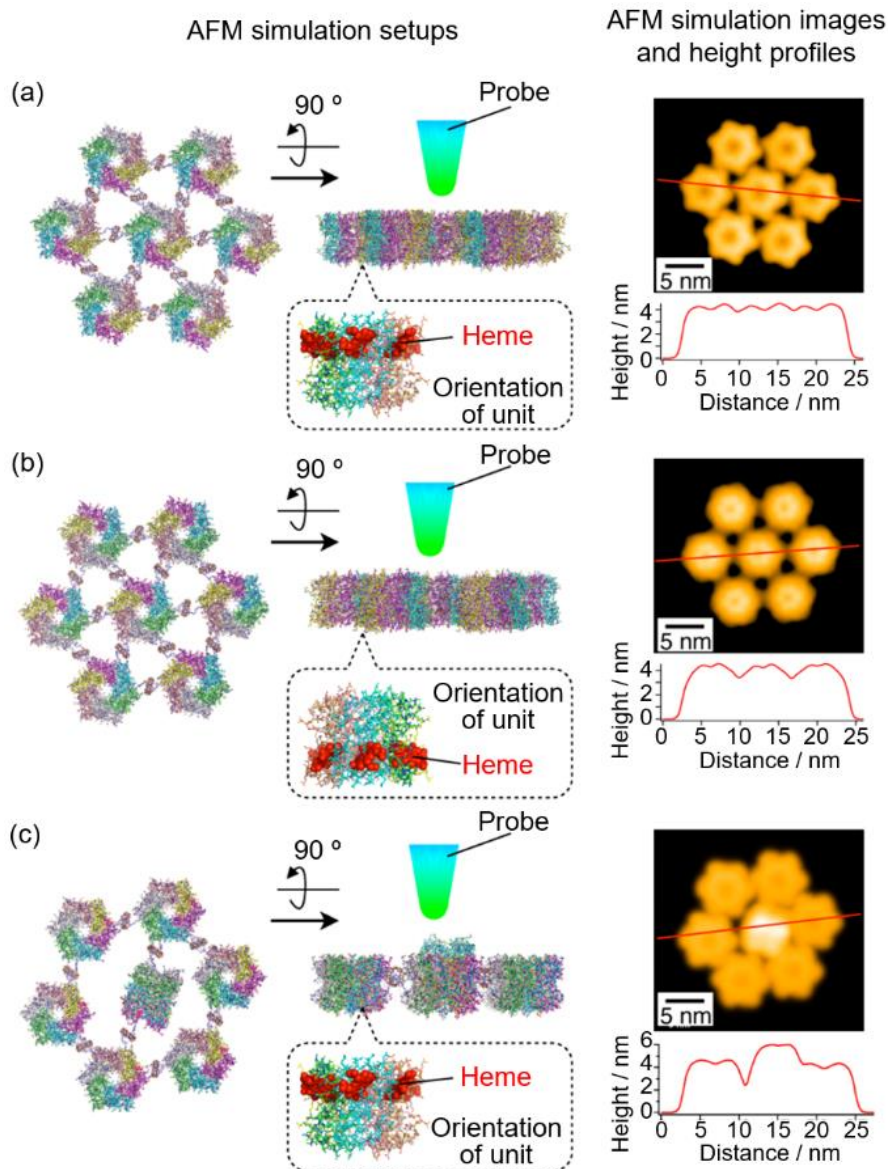 AFM simulation setups
AFM simulation images
and height profiles
(a)
90 º
Probe
Heme
Orientation
of unit
5 nm
Height / nm
4
2
0
0 5 10 15 20 25
Distance / nm
(b)
90 º
Probe
Orientation
of unit
Heme
5 nm
Height / nm
4
2
0
0 5 10 15 20 25
Distance / nm
(c)
90 º
Probe
Heme
Orientation
of unit
5 nm
Height / nm
6
4
2
0
0 5 10 15 20 25
Distance / nm